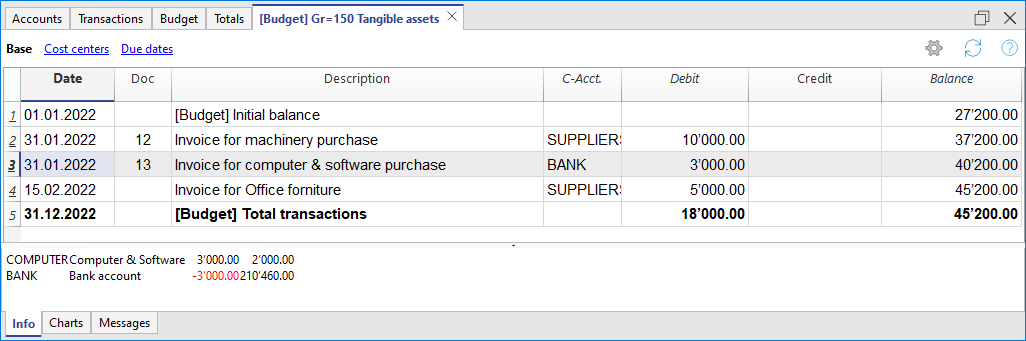 Accounts Transactions Budget Totals [Budget] Gr=150 Tangible assets
Base Cost centers Due dates
Date Doc Description C-Acct. Debit Credit Balance
1 01.01.2022 [Budget] Initial balance 27'200.00
2 31.01.2022 12 Invoice for machinery purchase SUPPLIERS 10'000.00 37'200.00
3 31.01.2022 13 Invoice for computer & software purchase BANK 3'000.00 40'200.00
4 15.02.2022 Invoice for Office forniture SUPPLIERS 5'000.00 45'200.00
5 31.12.2022 [Budget] Total transactions 18'000.00 45'200.00
COMPUTER Computer & Software 3'000.00 2'000.00
BANK Bank account -3'000.00 210'460.00
Info Charts Messages